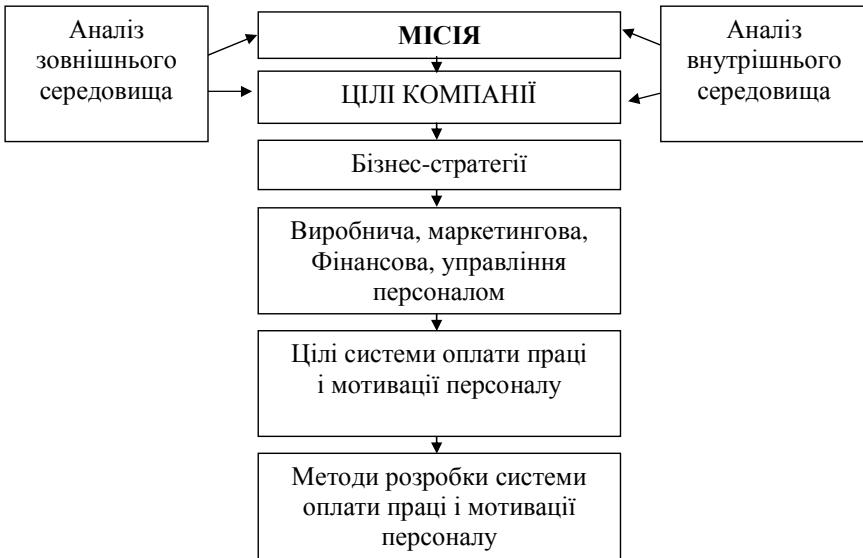 Аналіз
зовнішнього
середовища
МІСІЯ
Аналіз
внутрішнього
середовища
ЦІЛІ КОМПАНІЇ
Бізнес-стратегії
Виробнича, маркетингова,
Фінансова, управління
персоналом
Цілі системи оплати праці
і мотивації персоналу
Методи розробки системи
оплати праці і мотивації
персоналу